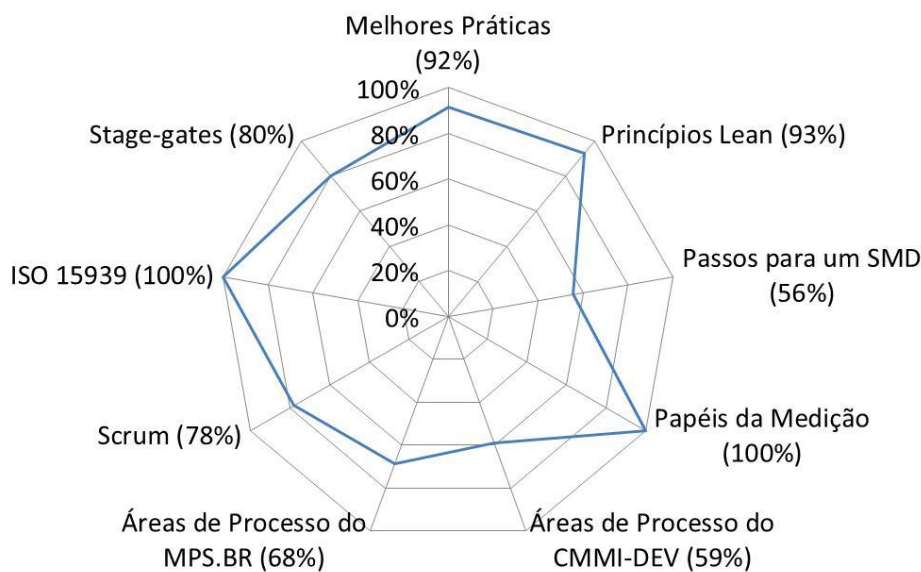 Melhores Práticas
(92%)
100%
80%
60%
40%
20%
0%
Princípios Lean (93%)
Passos para um SMD
(56%)
Papéis da Medição
(100%)
Áreas de Processo do
CMMI-DEV (59%)
Áreas de Processo do
MPS.BR (68%)
Scrum (78%)
ISO 15939 (100%)
Stage-gates (80%)